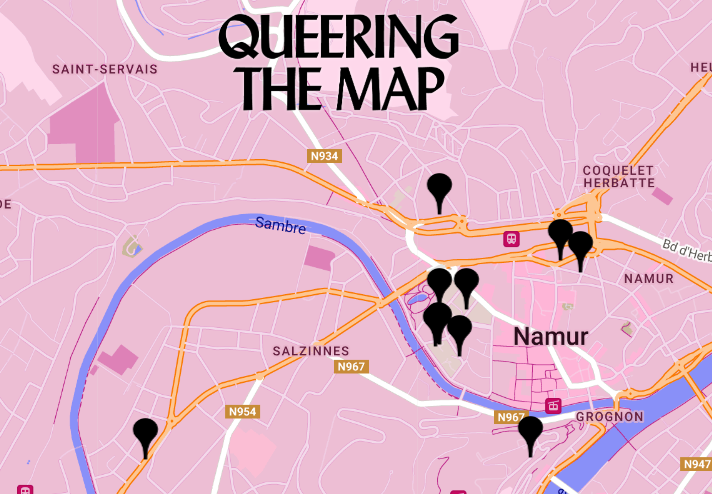 QUEERING
THE MAP
SAINT-SERVAIS
HEU
N934
COQUELET
HERBATTE
DE
Sambre
Bd d'Herb
NAMUR
Namur
SALZINNES
N967
N954
N967
GROGNON
N947